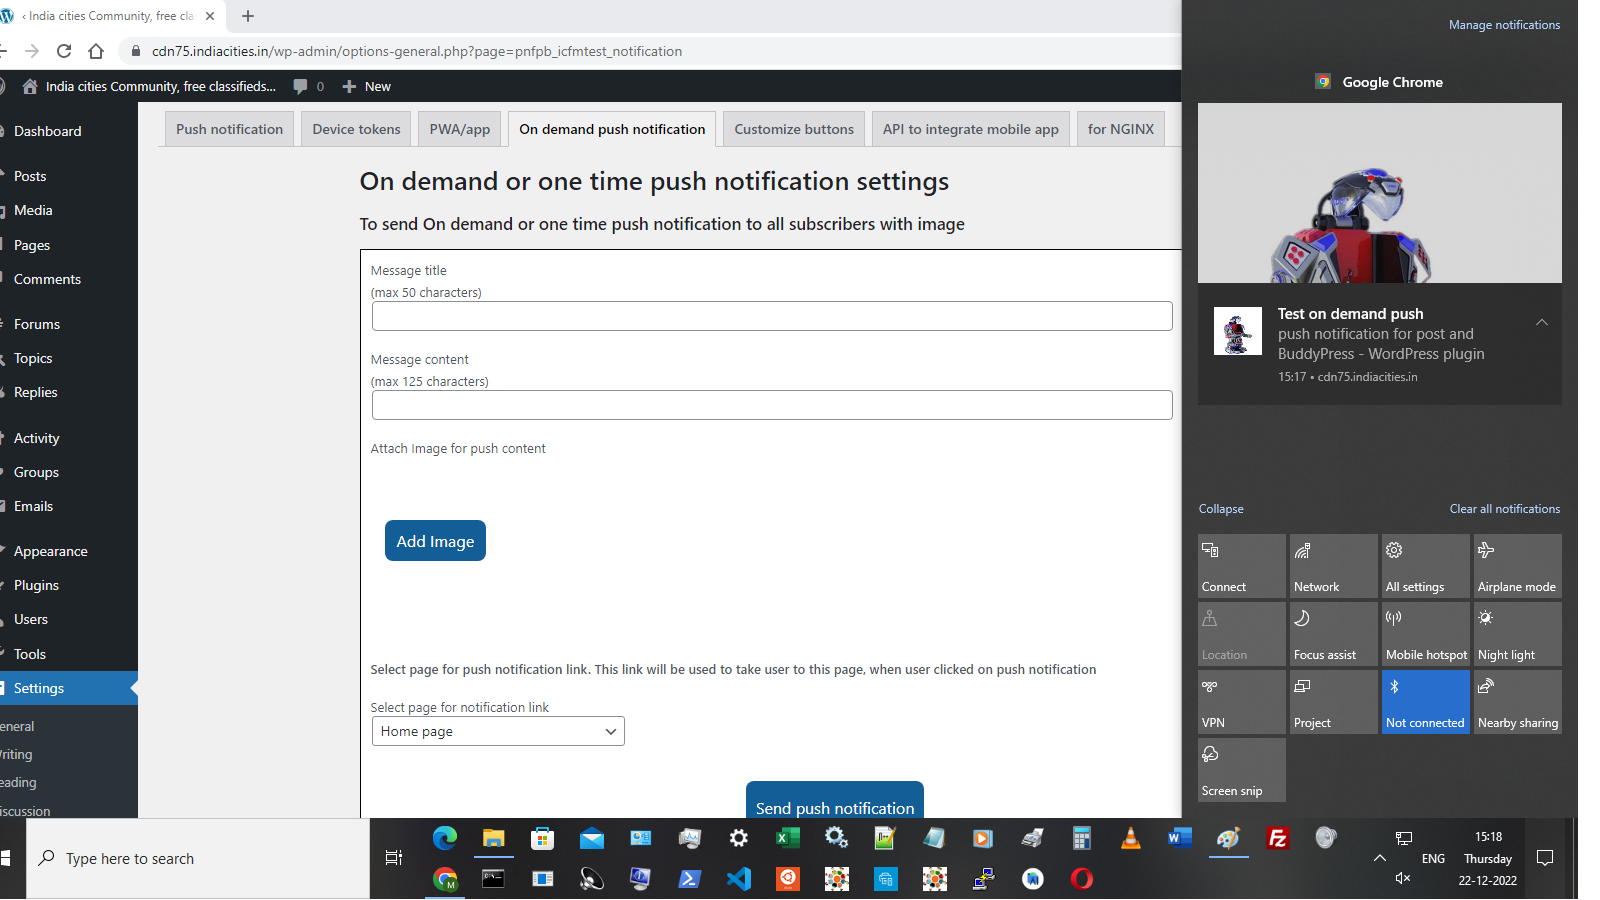 ‹ India cities Community, free cla
cdn75.indiacities.in/wp-admin/options-general.php?page=pnfpb_icfmtest_notification
India cities Community, free classifieds... 0 New
Dashboard
Posts
Media
Pages
Comments
Forums
Topics
Replies
Activity
Groups
Emails
Appearance
Plugins
Users
Tools
Settings
eneral
riting
eading
iscussion
Push notification Device tokens PWA/app On demand push notification Customize buttons API to integrate mobile app for NGINX
On demand or one time push notification settings
To send On demand or one time push notification to all subscribers with image
Message title
(max 50 characters)
Message content
(max 125 characters)
Attach Image for push content
Add Image
Select page for push notification link. This link will be used to take user to this page, when user clicked on push notification
Select page for notification link
Home page
Send push notification
Manage notifications
Google Chrome
Test on demand push
push notification for post and
BuddyPress - WordPress plugin
15:17 • cdn75.indiacities.in
Collapse Clear all notifications
Connect Network All settings Airplane mode
Location Focus assist Mobile hotspot Night light
VPN Project Not connected Nearby sharing
Screen snip
Type here to search
ENG
15:18
Thursday
22-12-2022